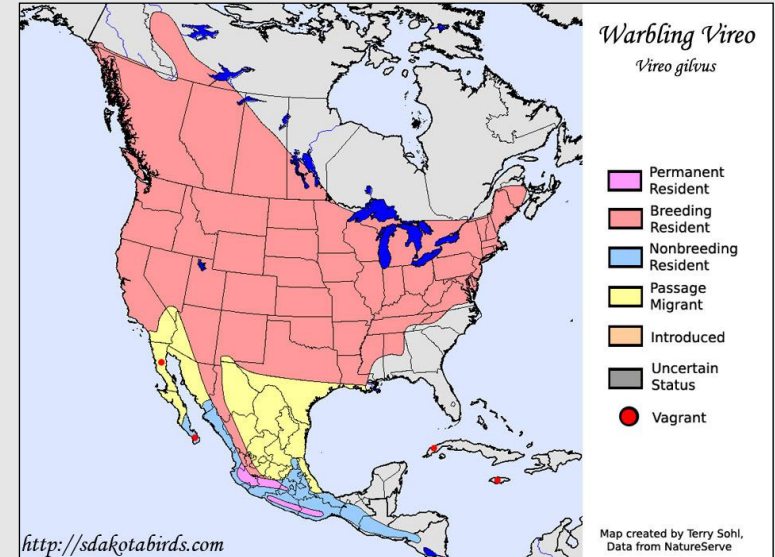 Warbling Vireo
Vireo gilvus
Permanent
Resident
Breeding
Resident
Nonbreeding
Resident
Passage
Migrant
Introduced
Uncertain
Status
Vagrant
http://sdakotabirds.com
Map created by Terry Sohl,
Data from NatureServe